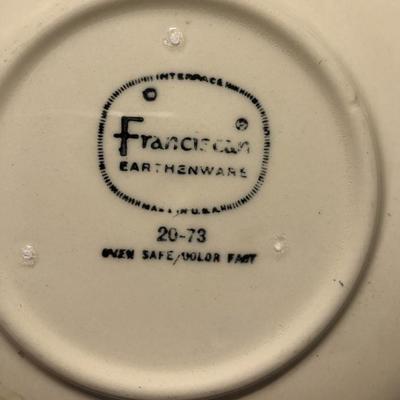 INTERPACE
Franciscan ®
EARTHENWARE
MADE IN U.S.A.
20-73
OVEN SAFE/COLOR FAST